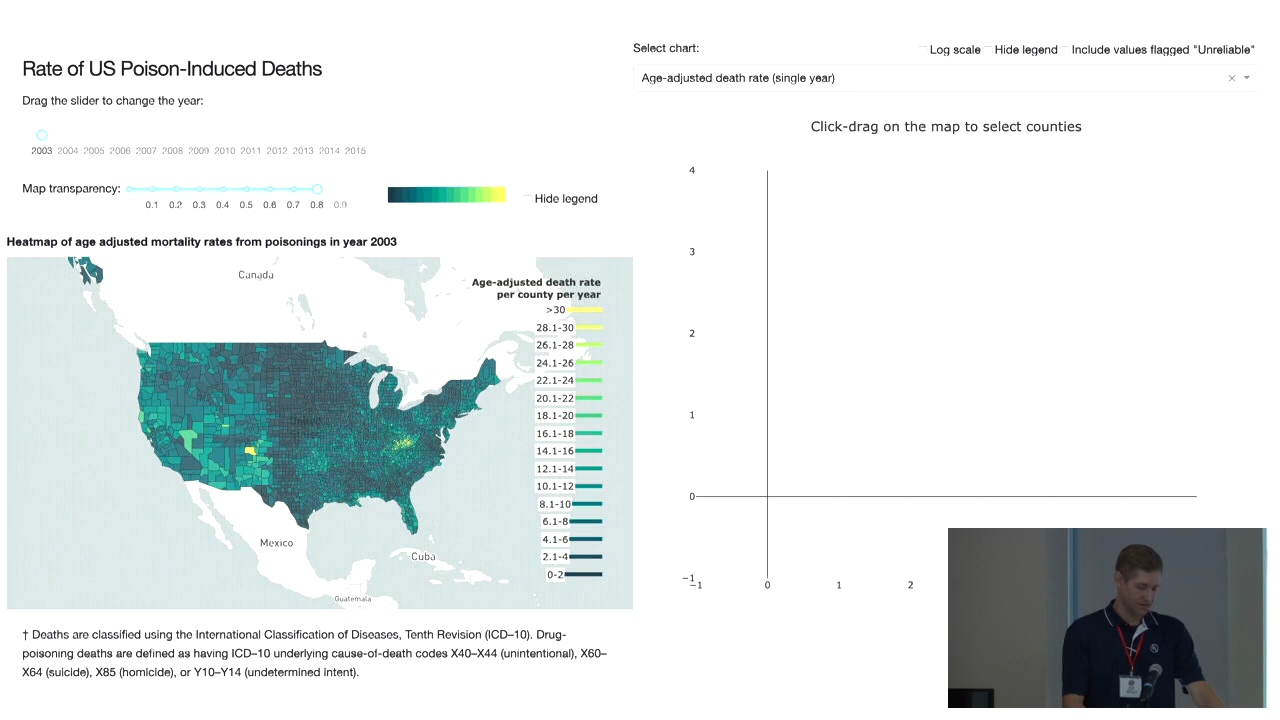 Rate of US Poison-Induced Deaths
Drag the slider to change the year:
2003 2004 2005 2006 2007 2008 2009 2010 2011 2012 2013 2014 2015
Map transparency:
0.1 0.2 0.3 0.4 0.5 0.6 0.7 0.8 0.9
Hide legend
Heatmap of age adjusted mortality rates from poisonings in year 2003
Canada
United
Mexico
Cuba
Guatemala
Age-adjusted death rate
per county per year
>30
28.1-30
26.1-28
24.1-26
22.1-24
20.1-22
18.1-20
16.1-18
14.1-16
12.1-14
10.1-12
8.1-10
6.1-8
4.1-6
2.1-4
0-2
† Deaths are classified using the International Classification of Diseases, Tenth Revision (ICD–10). Drug-
poisoning deaths are defined as having ICD–10 underlying cause-of-death codes X40–X44 (unintentional), X60–
X64 (suicide), X85 (homicide), or Y10–Y14 (undetermined intent).
Select chart:
Log scale Hide legend Include values flagged "Unreliable"
Age-adjusted death rate (single year)
Click-drag on the map to select counties
4
3
2
1
0
−1
−1 0 1 2